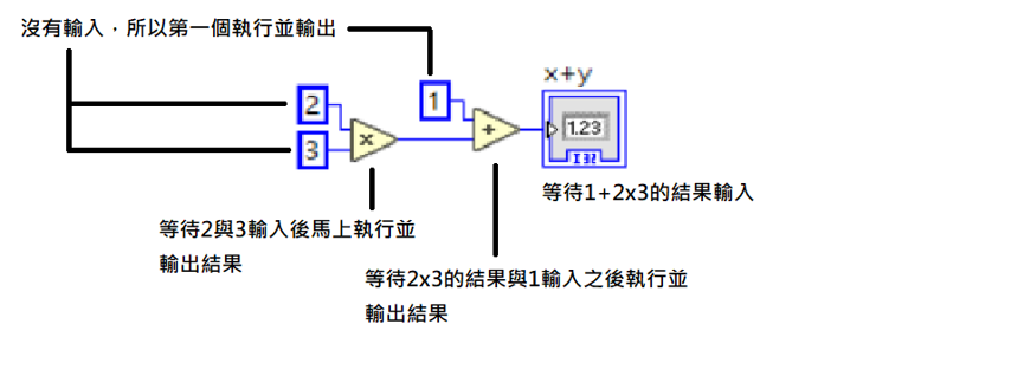 沒有輸入，所以第一個執行並輸出
x+y
2
1
x
+
1.23
3
I32
等待1+2x3的結果輸入
等待2與3輸入後馬上執行並
輸出結果
等待2x3的結果與1輸入之後執行並
輸出結果